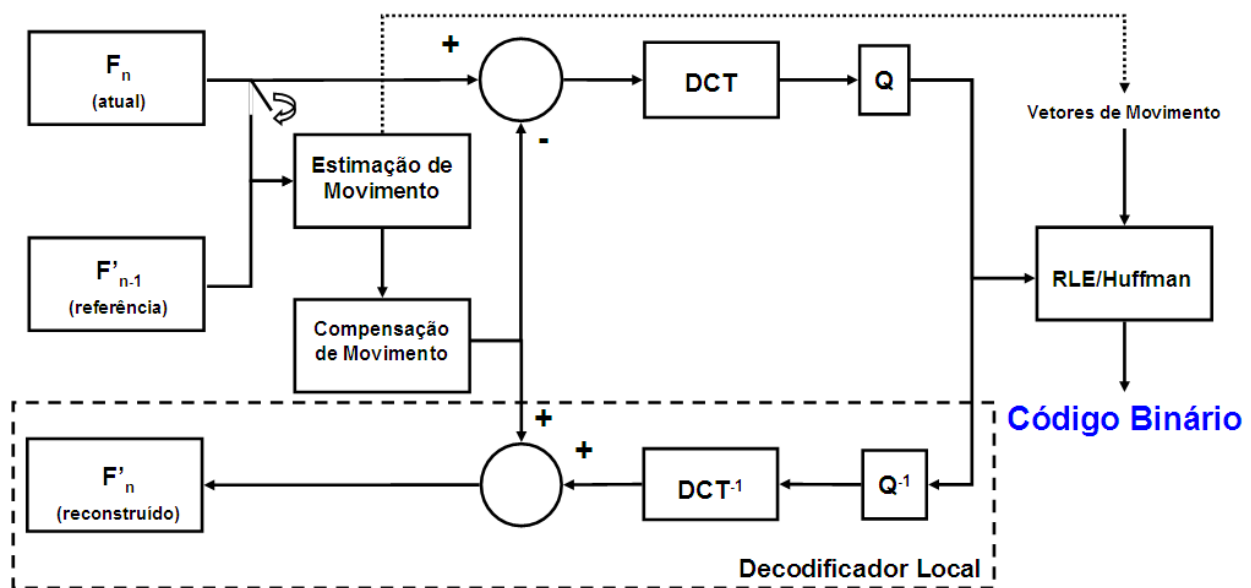 +
F n
(atual)
DCT
Q
Vetores de Movimento
-
Estimação de
Movimento
F' n-1
(referência)
RLE/Huffman
Compensação
de Movimento
+
Código Binário
+
F' n
(reconstruído)
DCT -1
Q -1
Decodificador Local